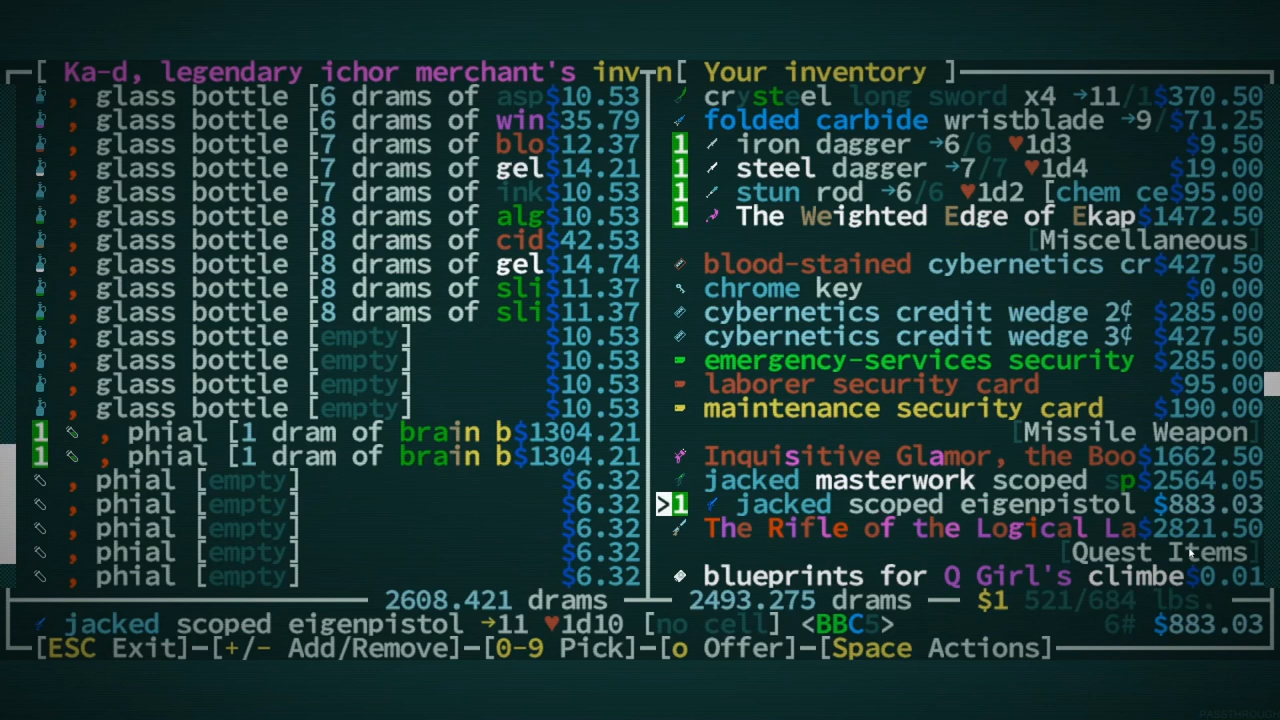 [ Ka-d, legendary ichor merchant's inv n[ Your inventory ]
, glass bottle [6 drams of asp$10.53
, glass bottle [6 drams of win$35.79
, glass bottle [7 drams of blo$12.37
, glass bottle [7 drams of gel$14.21
, glass bottle [7 drams of ink$10.53
, glass bottle [8 drams of alg$10.53
, glass bottle [8 drams of cid$42.53
, glass bottle [8 drams of gel$14.74
, glass bottle [8 drams of sli$11.37
, glass bottle [8 drams of sli$11.37
, glass bottle [empty] $10.53
, glass bottle [empty] $10.53
, glass bottle [empty] $10.53
, glass bottle [empty] $10.53
1 , phial [1 dram of brain b$1304.21
1 , phial [1 dram of brain b$1304.21
, phial [empty] $6.32
, phial [empty] $6.32
, phial [empty] $6.32
, phial [empty] $6.32
, phial [empty] $6.32
crysteel long sword x4 →11/1$370.50
folded carbide wristblade →9/$71.25
1 iron dagger →6/6 ♥1d3 $9.50
1 steel dagger →7/7 ♥1d4 $19.00
1 stun rod →6/6 ♥1d2 [chem ce$95.00
1 The Weighted Edge of Ekap$1472.50
[Miscellaneous]
blood-stained cybernetics cr$427.50
chrome key $0.00
cybernetics credit wedge 2¢ $285.00
cybernetics credit wedge 3¢ $427.50
emergency-services security $285.00
laborer security card $95.00
maintenance security card $190.00
[Missile Weapon]
Inquisitive Glamor, the Boo$1662.50
jacked masterwork scoped sp$2564.05
>1 jacked scoped eigenpistol $883.03
The Rifle of the Logical La$2821.50
[Quest Items]
blueprints for Q Girl's climbe$0.01
2608.421 drams 2493.275 drams $1 521/684 lbs.
jacked scoped eigenpistol →11 ♥1d10 [no cell] <BBC5> 6# $883.03
[ESC Exit]-[+/- Add/Remove]-[0-9 Pick]-[o Offer]-[Space Actions]